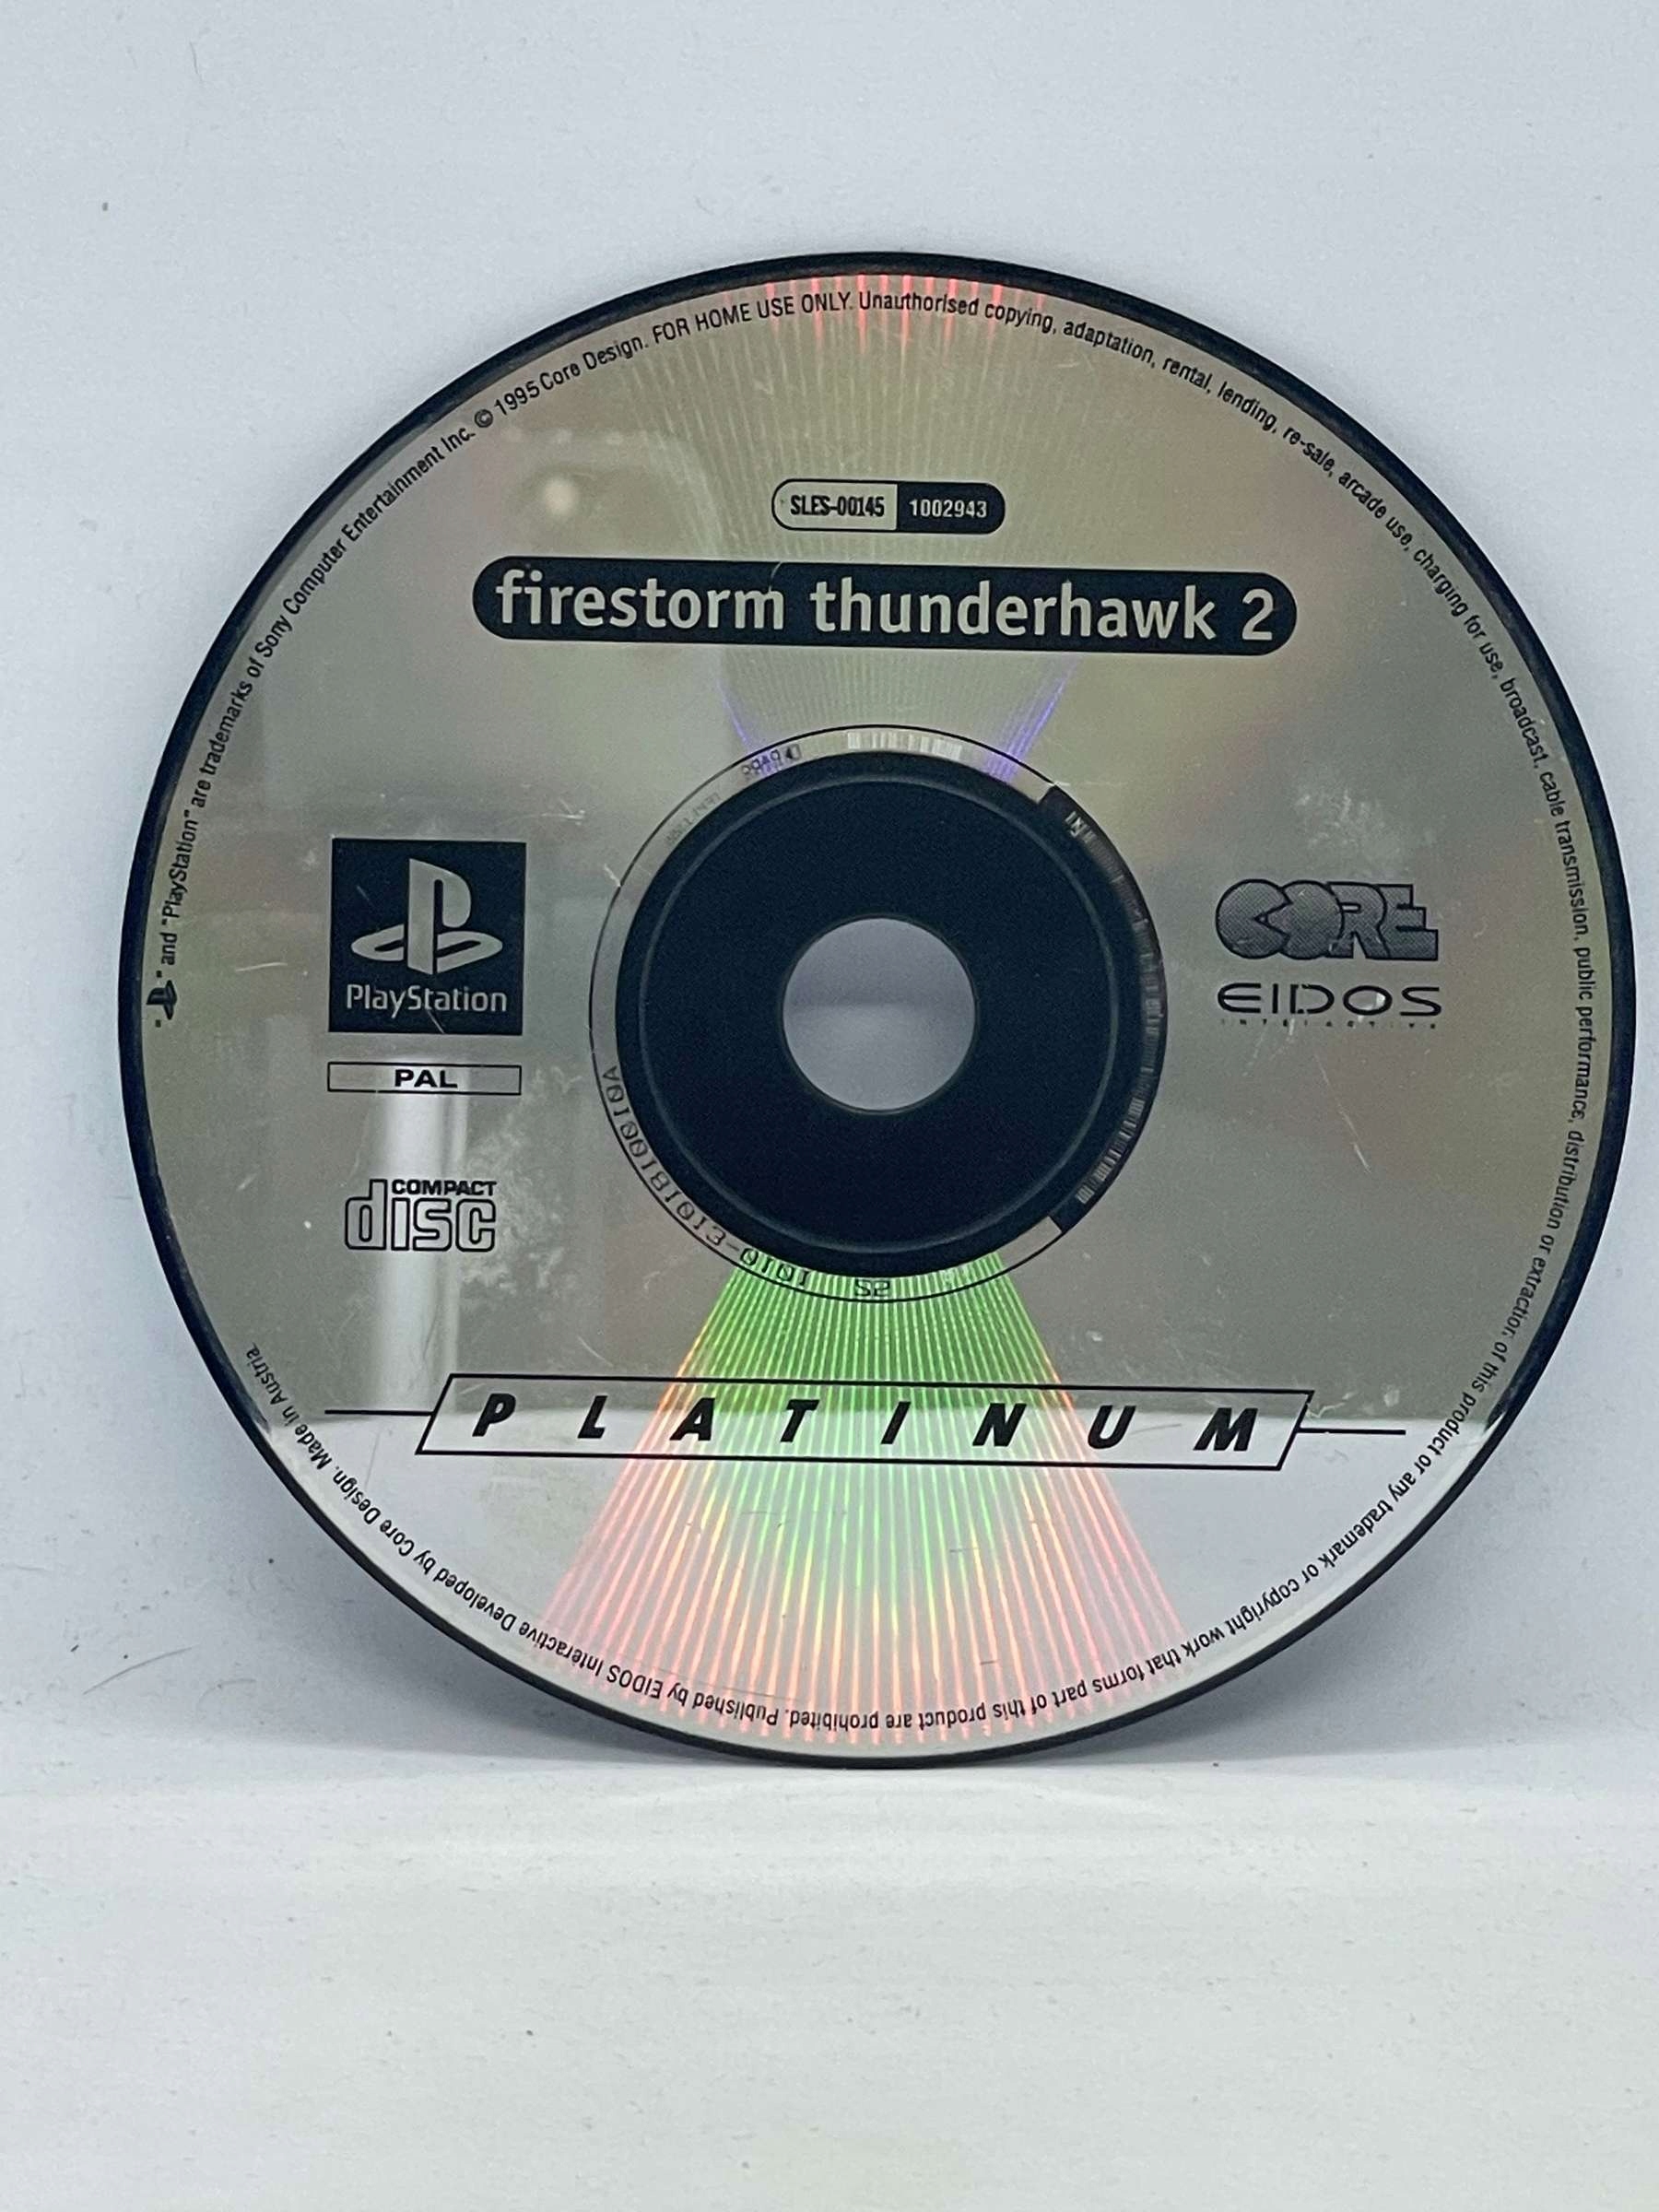 SLES-00145 1002943
firestorm thunderhawk 2
PlayStation
PAL
COMPACT
disc
CORE
EIDOS
INTERACTIVE
PLATINUM
" " and "PlayStation" are trademarks of Sony Computer Entertainment Inc. © 1995 Core Design. FOR HOME USE ONLY. Unauthorised copying, adaptation, rental, lending, re-sale, arcade use, charging for use, broadcast, cable transmission, public performance, distribution or extraction of this product or any trademark or copyright work that forms part of this product are prohibited. Published by EIDOS Interactive Developed by Core Design. Made in Austria.